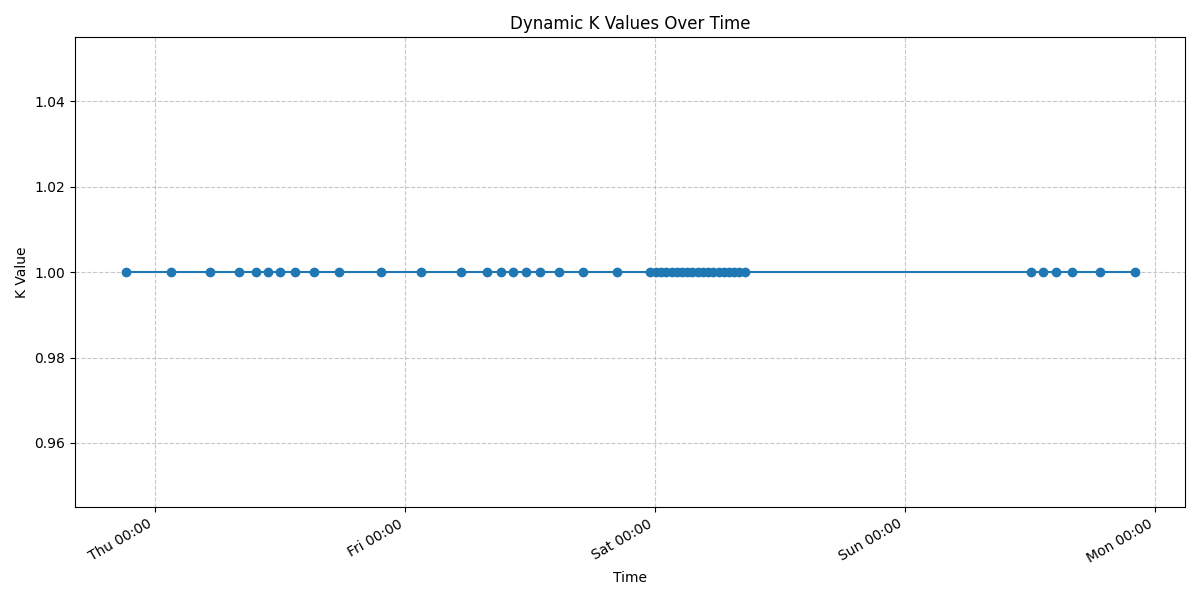 Dynamic K Values Over Time
K Value
1.04
1.02
1.00
0.98
0.96
Thu 00:00
Fri 00:00
Sat 00:00
Sun 00:00
Mon 00:00
Time